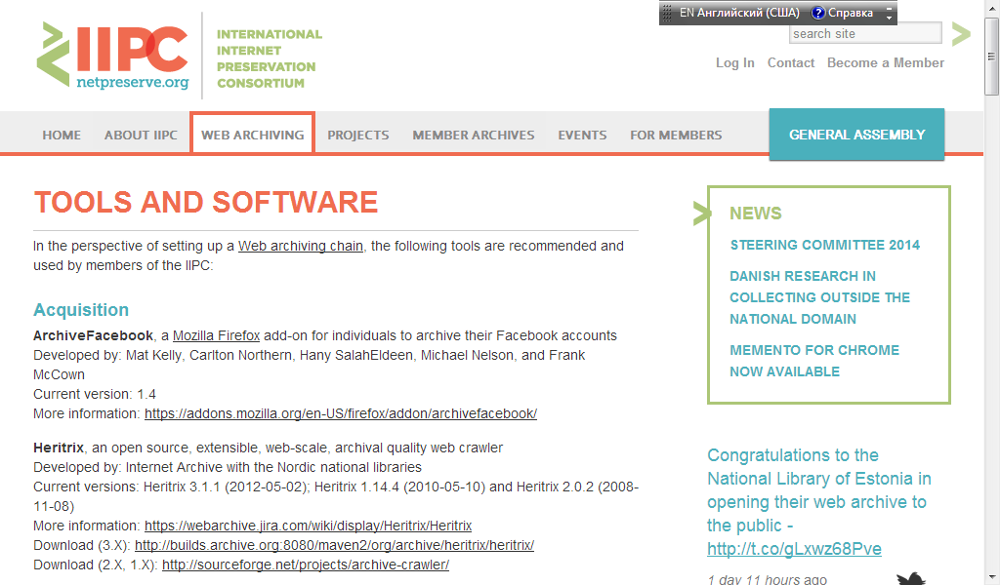 EN Английский (США) ? Справка
IIPC
netpreserve.org
INTERNATIONAL
INTERNET
PRESERVATION
CONSORTIUM
search site
Log In Contact Become a Member
HOME ABOUT IIPC WEB ARCHIVING PROJECTS MEMBER ARCHIVES EVENTS FOR MEMBERS GENERAL ASSEMBLY
TOOLS AND SOFTWARE
In the perspective of setting up a Web archiving chain, the following tools are recommended and
used by members of the IIPC:
Acquisition
ArchiveFacebook, a Mozilla Firefox add-on for individuals to archive their Facebook accounts
Developed by: Mat Kelly, Carlton Northern, Hany SalahEldeen, Michael Nelson, and Frank
McCown
Current version: 1.4
More information: https://addons.mozilla.org/en-US/firefox/addon/archivefacebook/
Heritrix, an open source, extensible, web-scale, archival quality web crawler
Developed by: Internet Archive with the Nordic national libraries
Current versions: Heritrix 3.1.1 (2012-05-02); Heritrix 1.14.4 (2010-05-10) and Heritrix 2.0.2 (2008-
11-08)
More information: https://webarchive.jira.com/wiki/display/Heritrix/Heritrix
Download (3.X): http://builds.archive.org:8080/maven2/org/archive/heritrix/heritrix/
Download (2.X, 1.X): http://sourceforge.net/projects/archive-crawler/
NEWS
STEERING COMMITTEE 2014
DANISH RESEARCH IN
COLLECTING OUTSIDE THE
NATIONAL DOMAIN
MEMENTO FOR CHROME
NOW AVAILABLE
Congratulations to the
National Library of Estonia in
opening their web archive to
the public -
http://t.co/gLxwz68Pve
1 day 11 hours ago